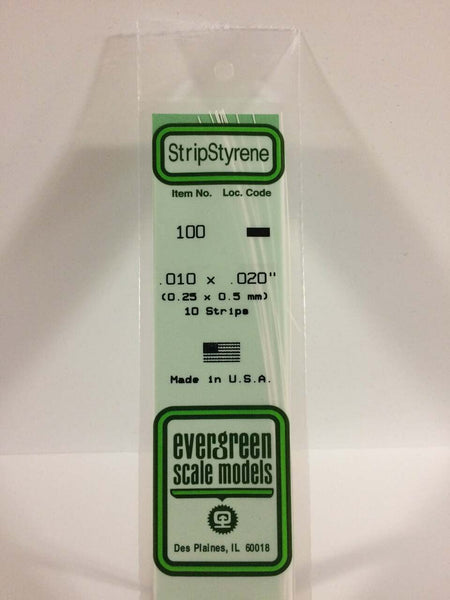 StripStyrene
Item No. Loc. Code
100
.010 x .020"
(0.25 x 0.5 mm)
10 Strips
Made in U.S.A.
evergreen
scale models
Des Plaines, IL 60018